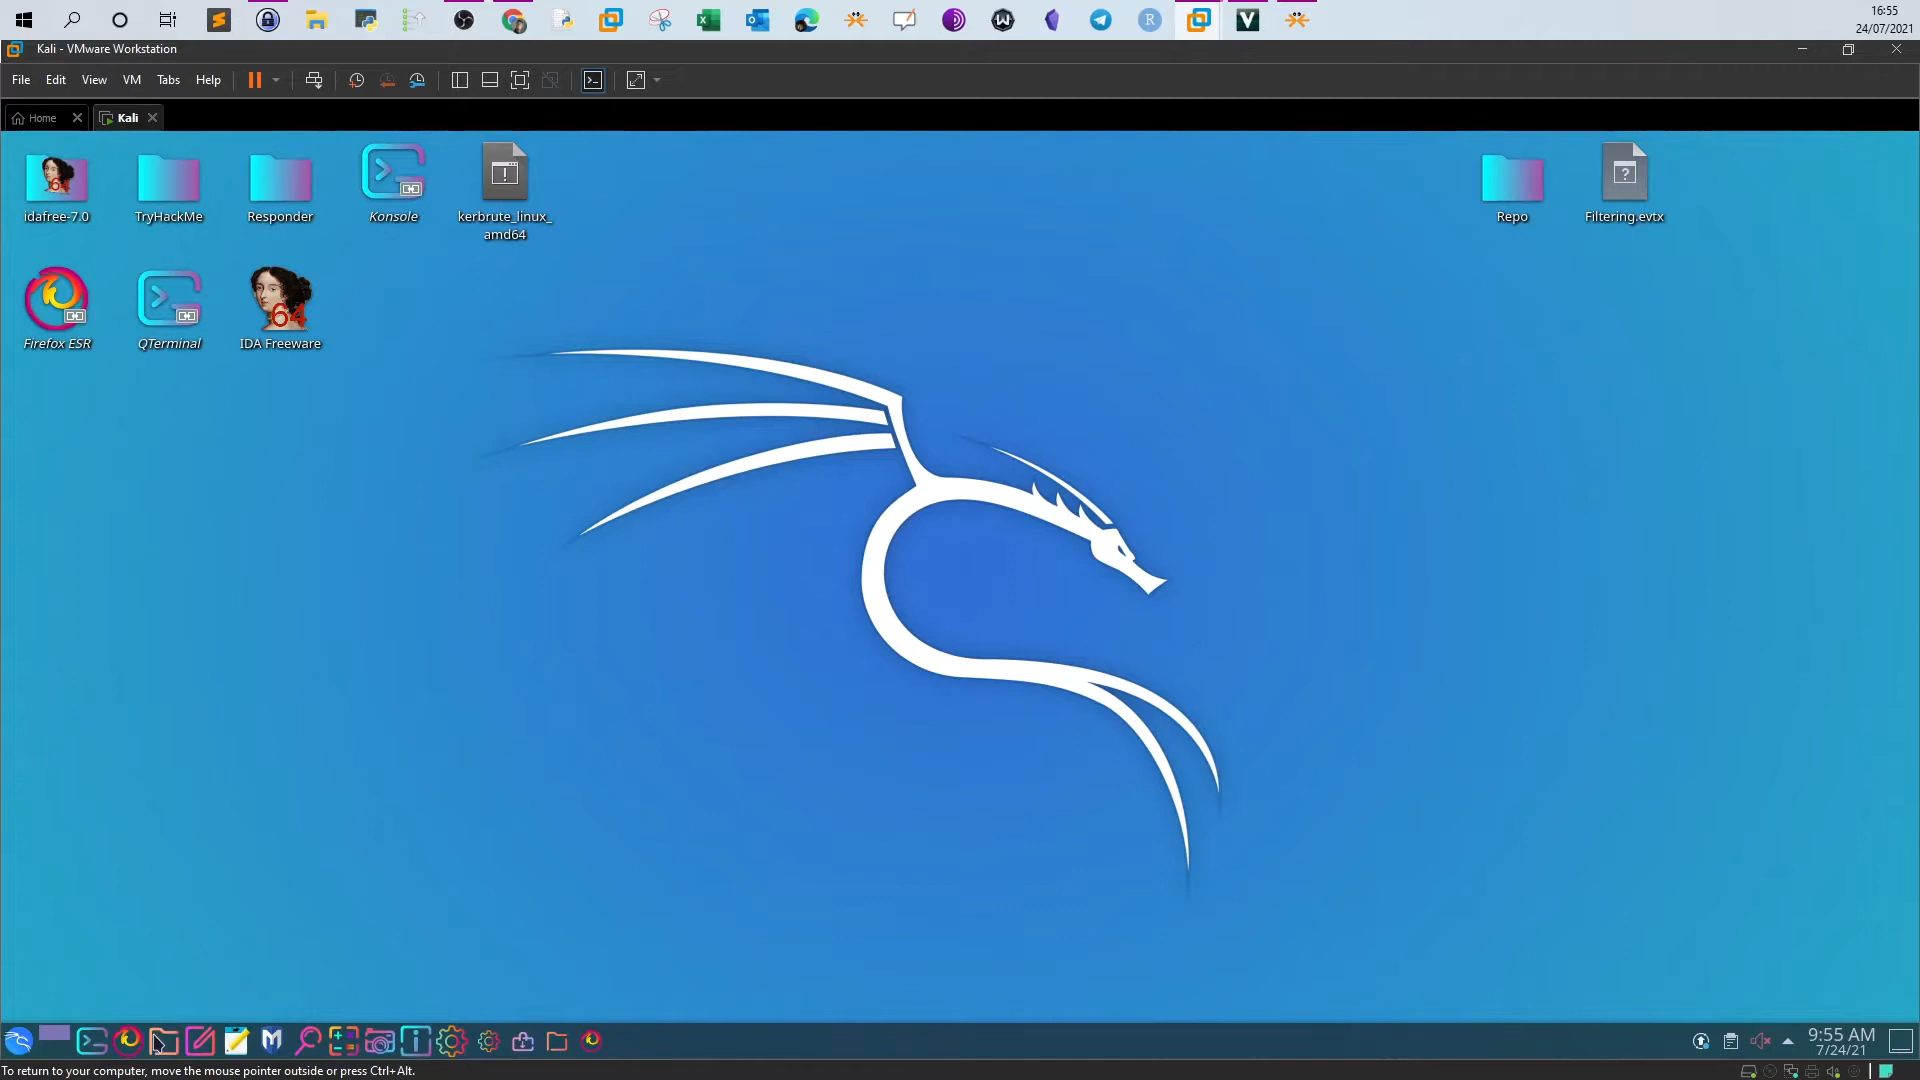 16:55
24/07/2021
Kali - VMware Workstation
File Edit View VM Tabs Help
Home Kali
idafree-7.0 TryHackMe Responder Konsole kerbrute_linux_
amd64
Repo Filtering.evtx
Firefox ESR QTerminal IDA Freeware
64
64
9:55 AM
7/24/21
To return to your computer, move the mouse pointer outside or press Ctrl+Alt.